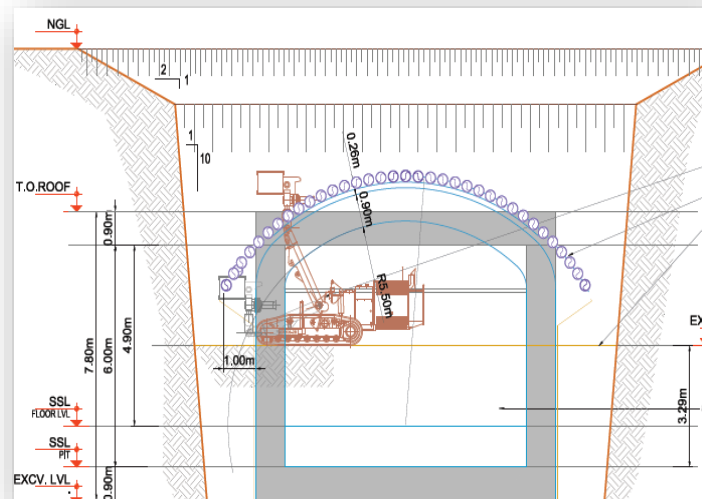 NGL
2
1
1
10
0.26m
T.O.ROOF
0.90m
0.90m
R5.50m
7.80m
6.00m
4.90m
1.00m
EX
3.29m
SSL
FLOOR LVL
SSL
PIT
EXCV. LVL
0.90m